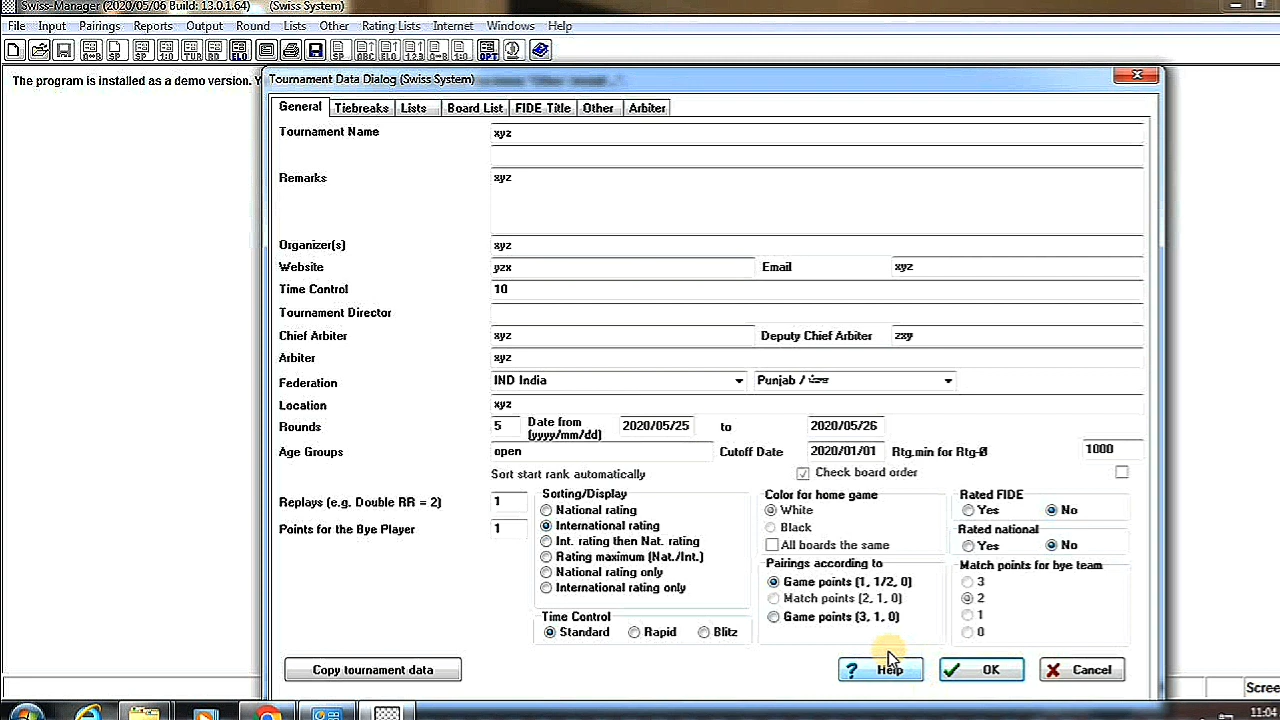 Swiss-Manager (2020/05/06 Build: 13.0.1.64) (Swiss System)
File Input Pairings Reports Output Round Lists Other Rating Lists Internet Windows Help
The program is installed as a demo version.
Tournament Data Dialog (Swiss System)
General Tiebreaks Lists Board List FIDE Title Other Arbiter
Tournament Name xyz
Remarks xyz
Organizer(s) xyz
Website yzx Email xyz
Time Control 10
Tournament Director
Chief Arbiter xyz Deputy Chief Arbiter zxy
Arbiter xyz
Federation IND India Punjab /
Location xyz
Rounds 5 Date from (yyyy/mm/dd) 2020/05/25 to 2020/05/26
Age Groups open Cutoff Date 2020/01/01 Rtg.min for Rtg-Ø 1000
Sort start rank automatically Check board order
Replays (e.g. Double RR = 2) 1
Points for the Bye Player 1
Sorting/Display
National rating
International rating
Int. rating then Nat. rating
Rating maximum (Nat./Int.)
National rating only
International rating only
Time Control
Standard Rapid Blitz
Color for home game
White
Black
All boards the same
Pairings according to
Game points (1, 1/2, 0)
Match points (2, 1, 0)
Game points (3, 1, 0)
Rated FIDE
Yes No
Rated national
Yes No
Match points for bye team
3
2
1
0
Copy tournament data ? Help OK Cancel
Scree
11:04